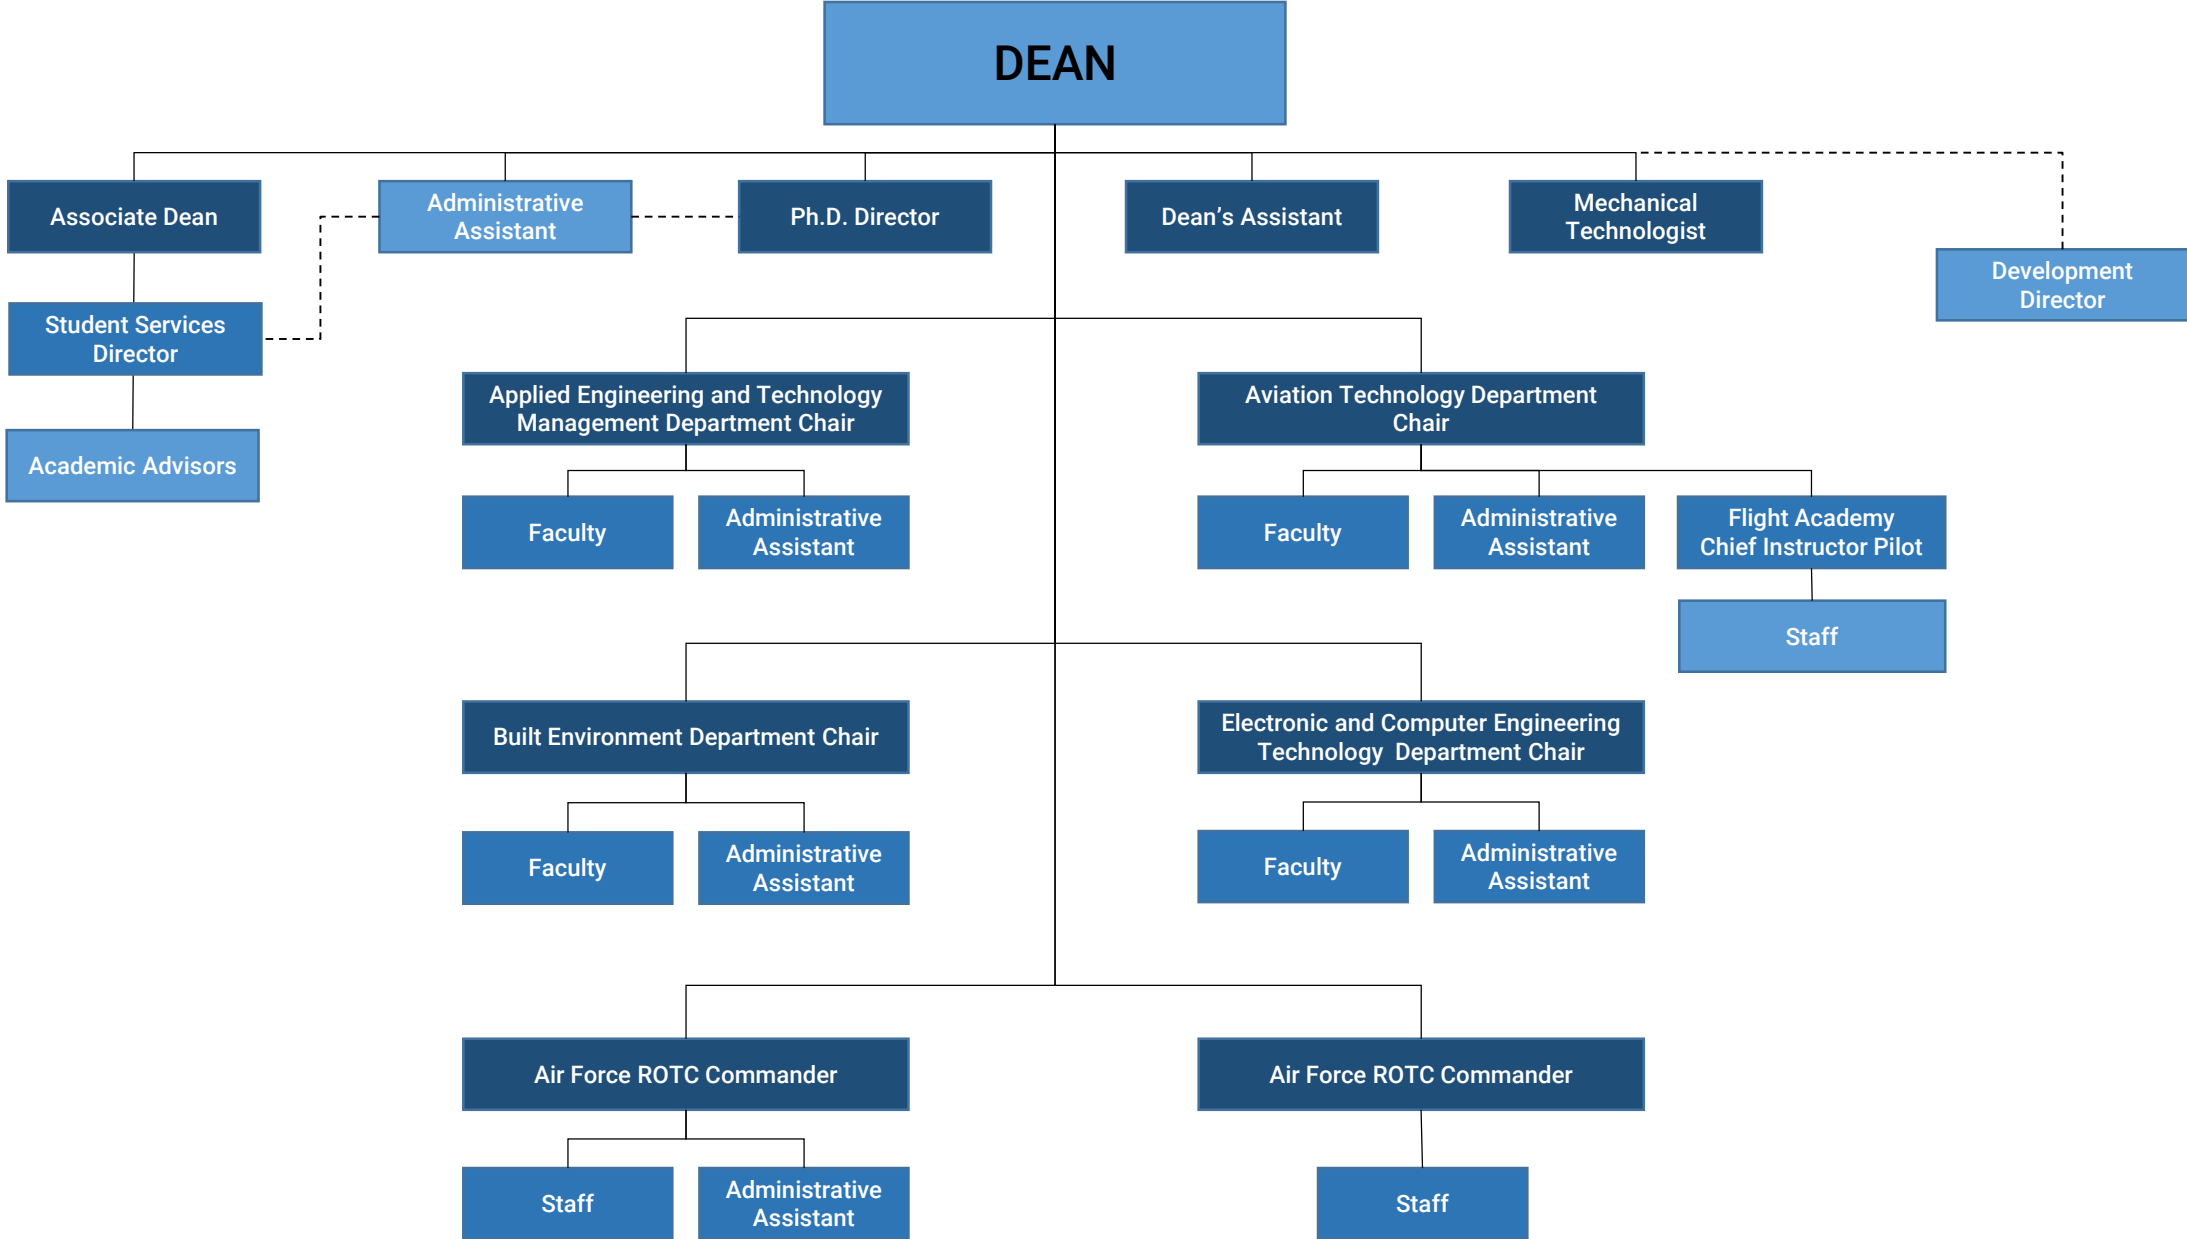 DEAN
Associate Dean
Administrative
Assistant
Ph.D. Director
Dean’s Assistant
Mechanical
Technologist
Development
Director
Student Services
Director
Academic Advisors
Applied Engineering and Technology
Management Department Chair
Aviation Technology Department
Chair
Faculty
Administrative
Assistant
Faculty
Administrative
Assistant
Flight Academy
Chief Instructor Pilot
Staff
Built Environment Department Chair
Electronic and Computer Engineering
Technology  Department Chair
Faculty
Administrative
Assistant
Faculty
Administrative
Assistant
Air Force ROTC Commander
Air Force ROTC Commander
Staff
Administrative
Assistant
Staff